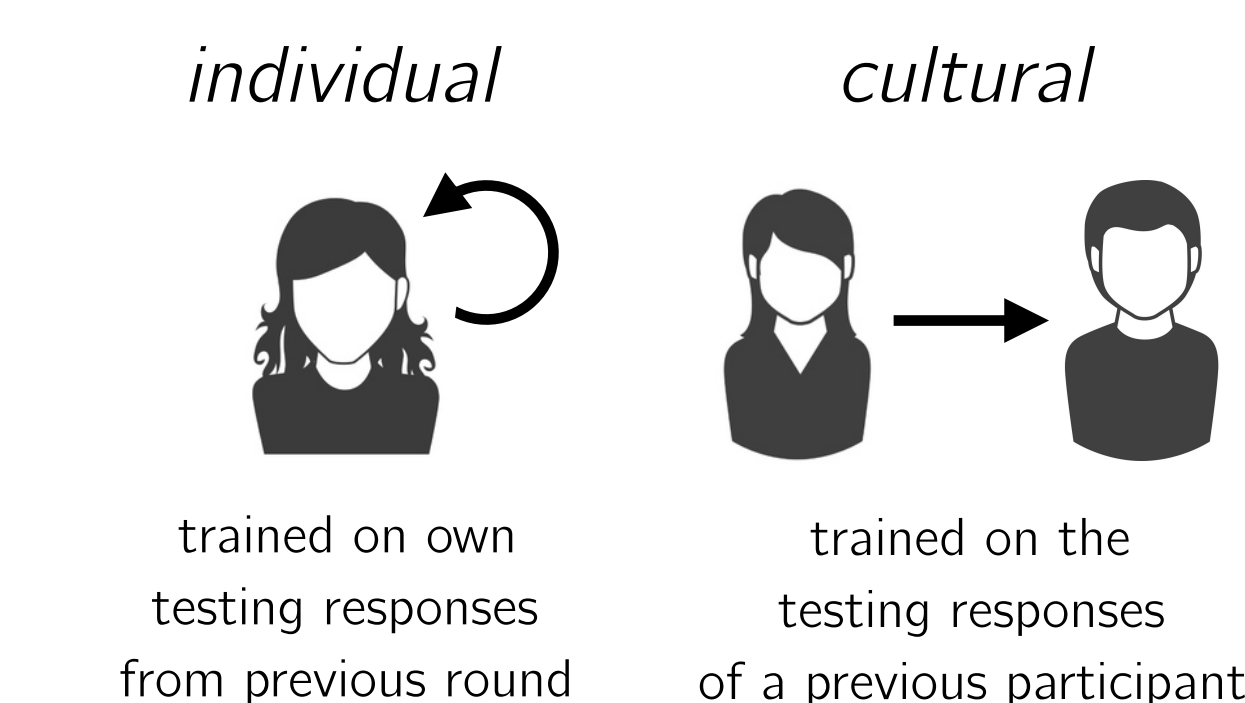 individual
trained on own
testing responses
from previous round
cultural
trained on the
testing responses
of a previous participant